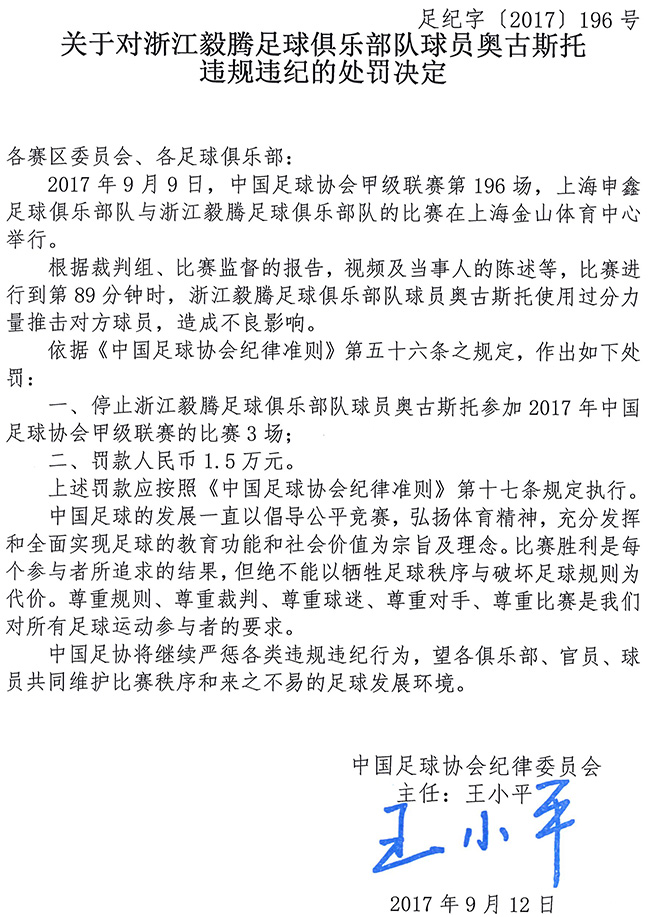 足纪字〔2017〕196 号
关于对浙江毅腾足球俱乐部队球员奥古斯托
违规违纪的处罚决定
各赛区委员会、各足球俱乐部：
2017 年 9 月 9 日，中国足球协会甲级联赛第 196 场，上海申鑫
足球俱乐部队与浙江毅腾足球俱乐部队的比赛在上海金山体育中心
举行。
根据裁判组、比赛监督的报告，视频及当事人的陈述等，比赛进
行到第 89 分钟时，浙江毅腾足球俱乐部队球员奥古斯托使用过分力
量推击对方球员，造成不良影响。
依据《中国足球协会纪律准则》第五十六条之规定，作出如下处
罚：
一、停止浙江毅腾足球俱乐部队球员奥古斯托参加 2017 年中国
足球协会甲级联赛的比赛 3 场；
二、罚款人民币 1.5 万元。
上述罚款应按照《中国足球协会纪律准则》第十七条规定执行。
中国足球的发展一直以倡导公平竞赛，弘扬体育精神，充分发挥
和全面实现足球的教育功能和社会价值为宗旨及理念。比赛胜利是每
个参与者所追求的结果，但绝不能以牺牲足球秩序与破坏足球规则为
代价。尊重规则、尊重裁判、尊重球迷、尊重对手、尊重比赛是我们
对所有足球运动参与者的要求。
中国足协将继续严惩各类违规违纪行为，望各俱乐部、官员、球
员共同维护比赛秩序和来之不易的足球发展环境。
中国足球协会纪律委员会
主任：王小平
王小平
2017 年 9 月 12 日